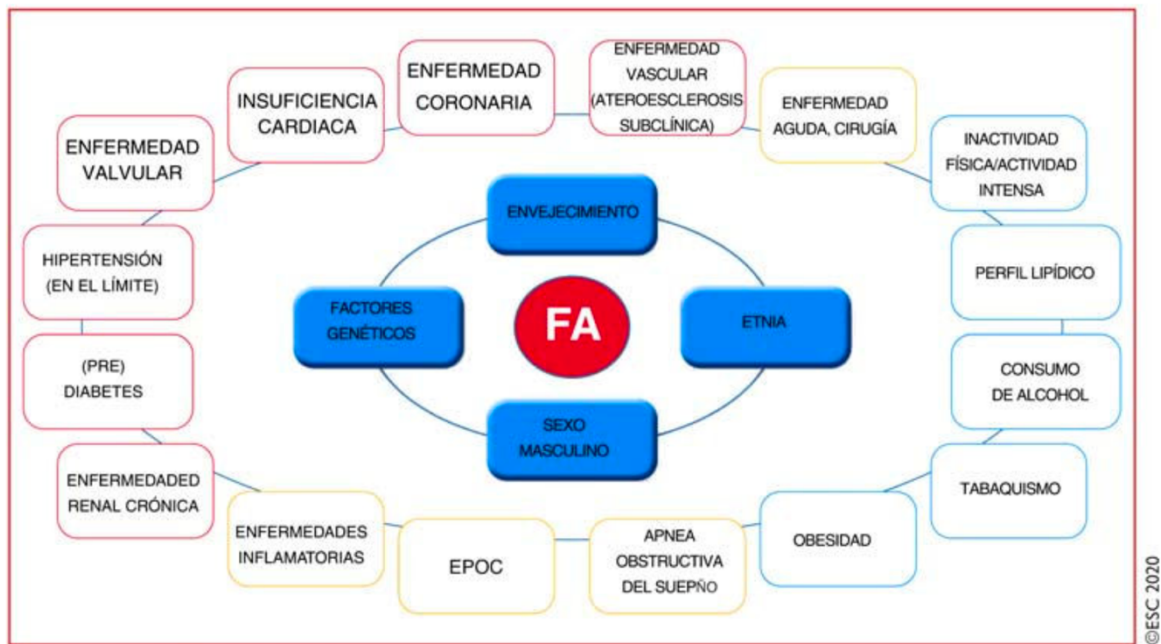 ENFERMEDAD
CORONARIA
ENFERMEDAD
VASCULAR
(ATEROESCLEROSIS
SUBCLÍNICA)
INSUFICIENCIA
CARDIACA
ENFERMEDAD
AGUDA, CIRUGÍA
ENFERMEDAD
VALVULAR
INACTIVIDAD
FÍSICA/ACTIVIDAD
INTENSA
ENVEJECIMIENTO
HIPERTENSIÓN
(EN EL LÍMITE)
PERFIL LIPÍDICO
FACTORES
GENÉTICOS
FA
ETNIA
(PRE)
DIABETES
CONSUMO
DE ALCOHOL
SEXO
MASCULINO
ENFERMEDADED
RENAL CRÓNICA
TABAQUISMO
ENFERMEDADES
INFLAMATORIAS
EPOC
APNEA
OBSTRUCTIVA
DEL SUEPÑO
OBESIDAD
©ESC 2020